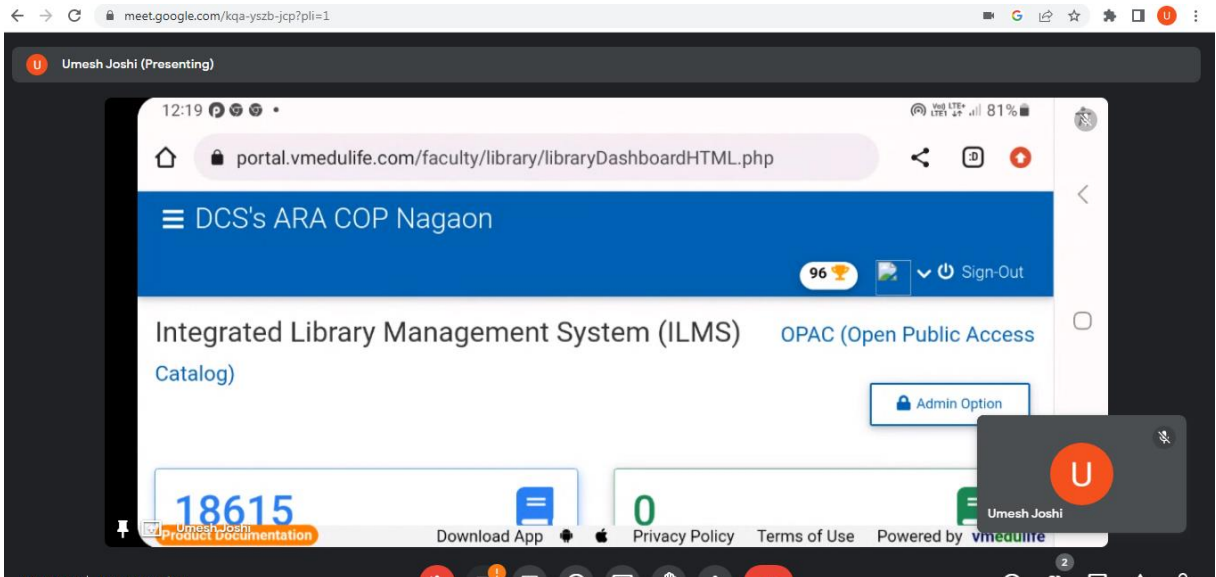 meet.google.com/kqa-yszb-jcp?pli=1
G
U
U Umesh Joshi (Presenting)
12:19
LTE+ 81%
portal.vmedulife.com/faculty/library/libraryDashboardHTML.php
:D
DCS's ARA COP Nagaon
96
Sign-Out
Integrated Library Management System (ILMS) OPAC (Open Public Access
Catalog)
Admin Option
18615 0
U
Umesh Joshi
Umesh Joshi
Product Documentation Download App Privacy Policy Terms of Use Powered by vmedulife
2